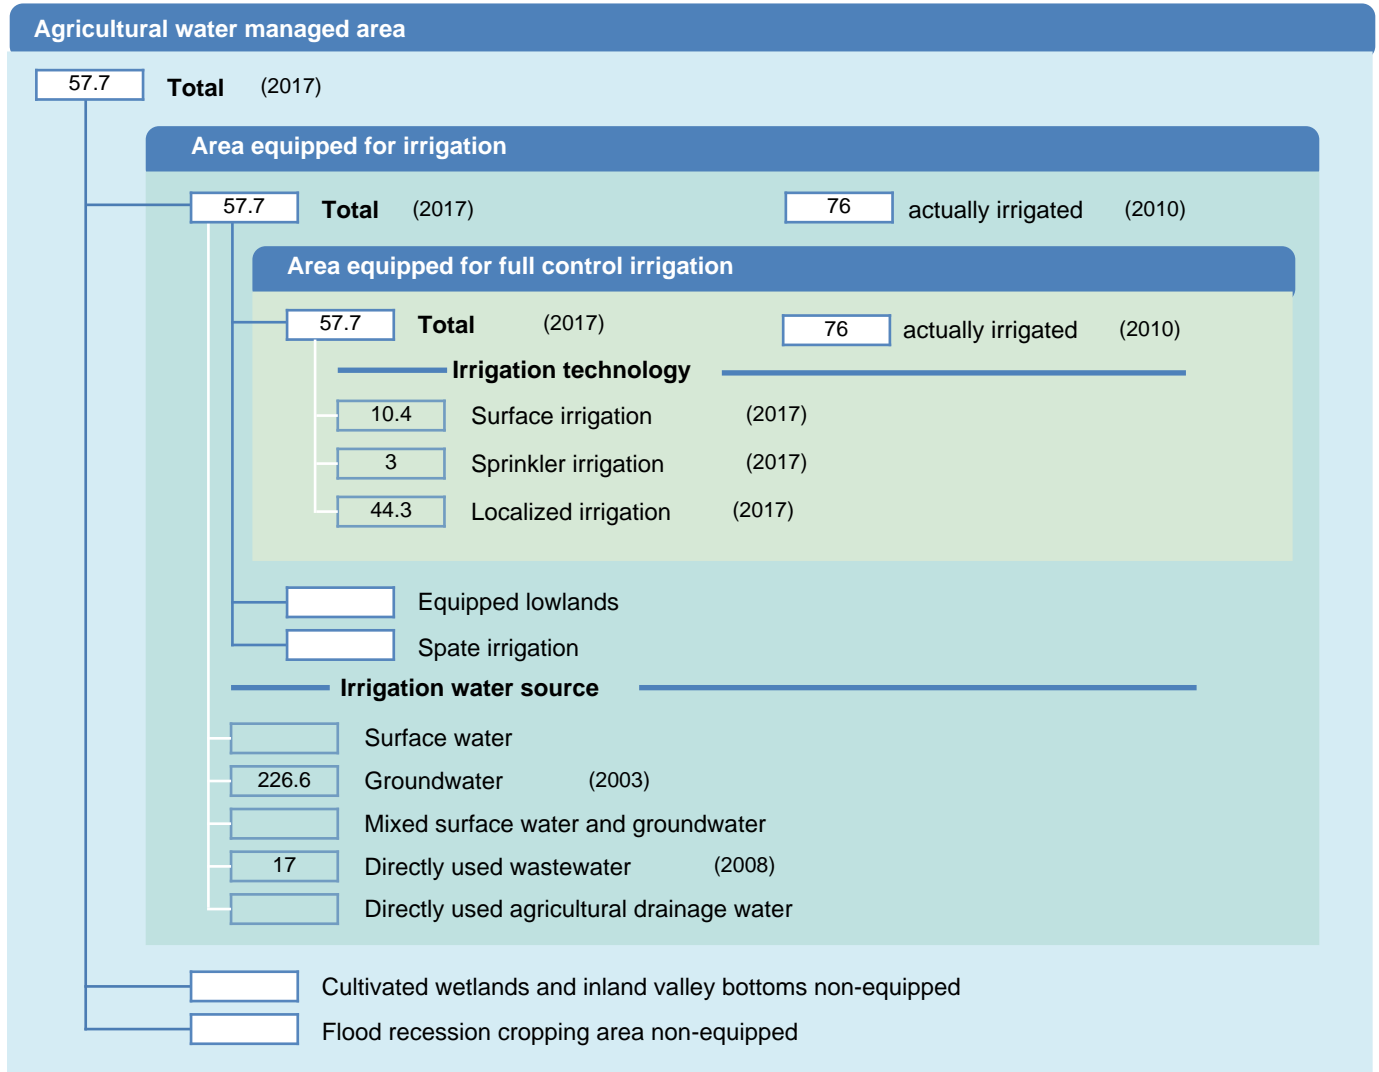 Agricultural water managed area
57.7 Total (2017)
Area equipped for irrigation
57.7 Total (2017) 76 actually irrigated (2010)
Area equipped for full control irrigation
57.7 Total (2017) 76 actually irrigated (2010)
Irrigation technology
10.4 Surface irrigation (2017)
3 Sprinkler irrigation (2017)
44.3 Localized irrigation (2017)
Equipped lowlands
Spate irrigation
Irrigation water source
Surface water
226.6 Groundwater (2003)
Mixed surface water and groundwater
17 Directly used wastewater (2008)
Directly used agricultural drainage water
Cultivated wetlands and inland valley bottoms non-equipped
Flood recession cropping area non-equipped